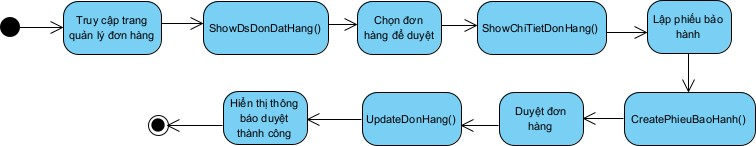 Truy cập trang
quản lý đơn hàng
ShowDsDonDatHang()
Chọn đơn
hàng để duyệt
ShowChiTietDonHang()
Lập phiếu bảo
hành
CreatePhieuBaoHanh()
Duyệt đơn
hàng
UpdateDonHang()
Hiển thị thông
báo duyệt
thành công